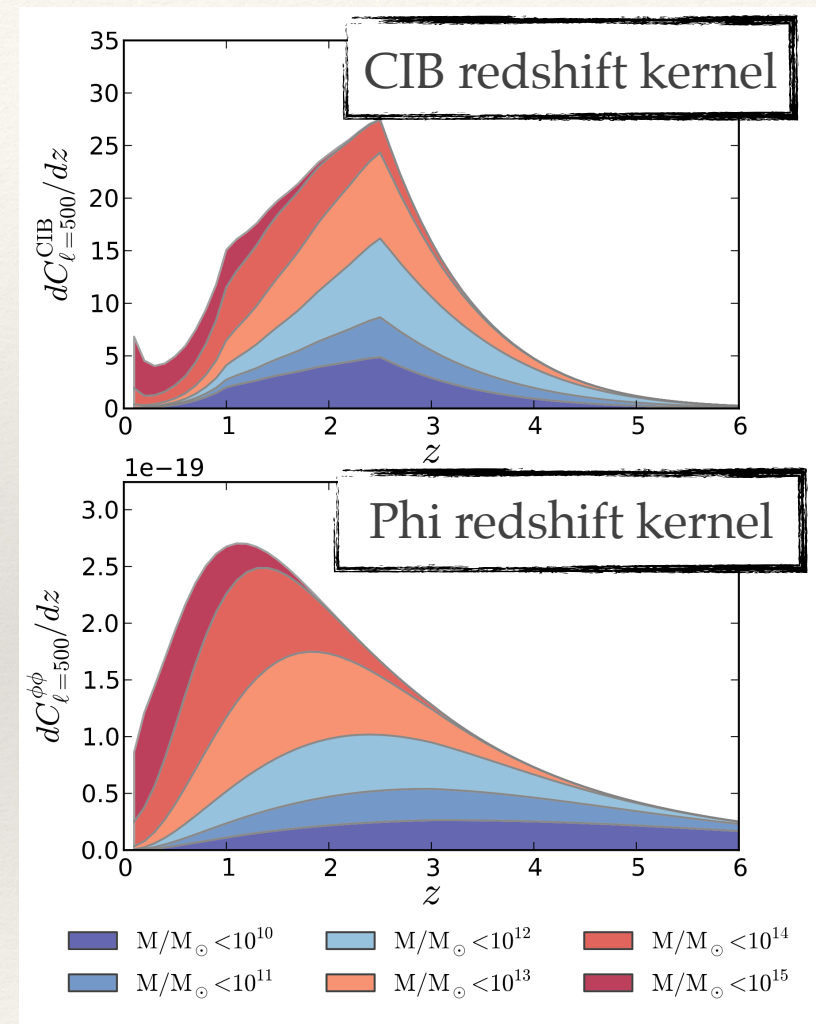 CIB redshift kernel
35
30
25
20
15
10
5
0
dC_{ℓ=500}^{CIB}/dz
0 1 2 3 4 5 6
z
1e−19
Phi redshift kernel
3.0
2.5
2.0
1.5
1.0
0.5
0.0
dC_{ℓ=500}^{ϕϕ}/dz
0 1 2 3 4 5 6
z
M/M_⊙<10^{10} M/M_⊙<10^{12} M/M_⊙<10^{14}
M/M_⊙<10^{11} M/M_⊙<10^{13} M/M_⊙<10^{15}